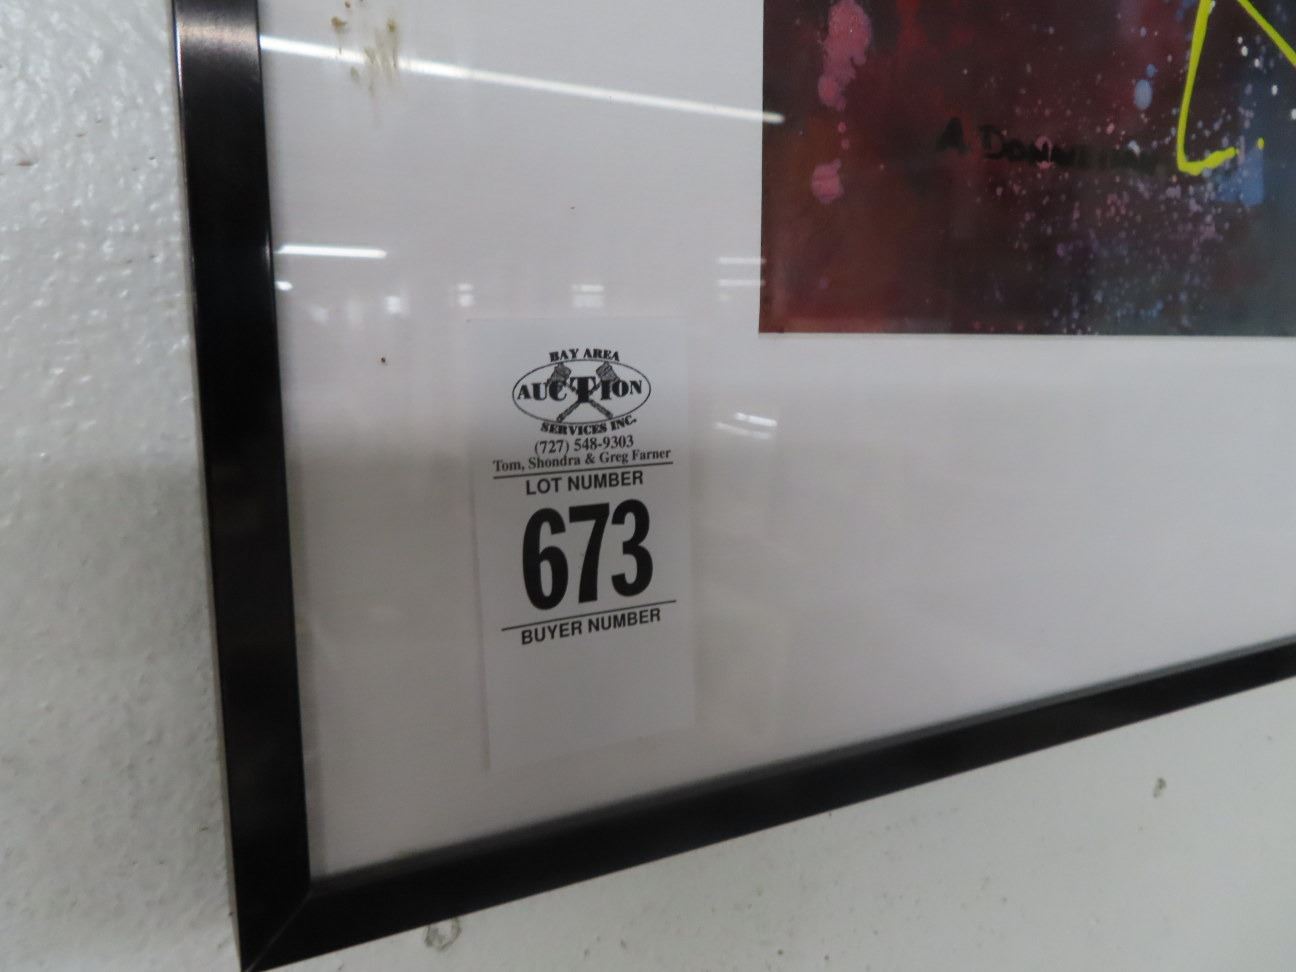 BAY AREA
AUCTION
SERVICES INC.
(727) 548-9303
Tom, Shondra & Greg Farner
LOT NUMBER
673
BUYER NUMBER
A